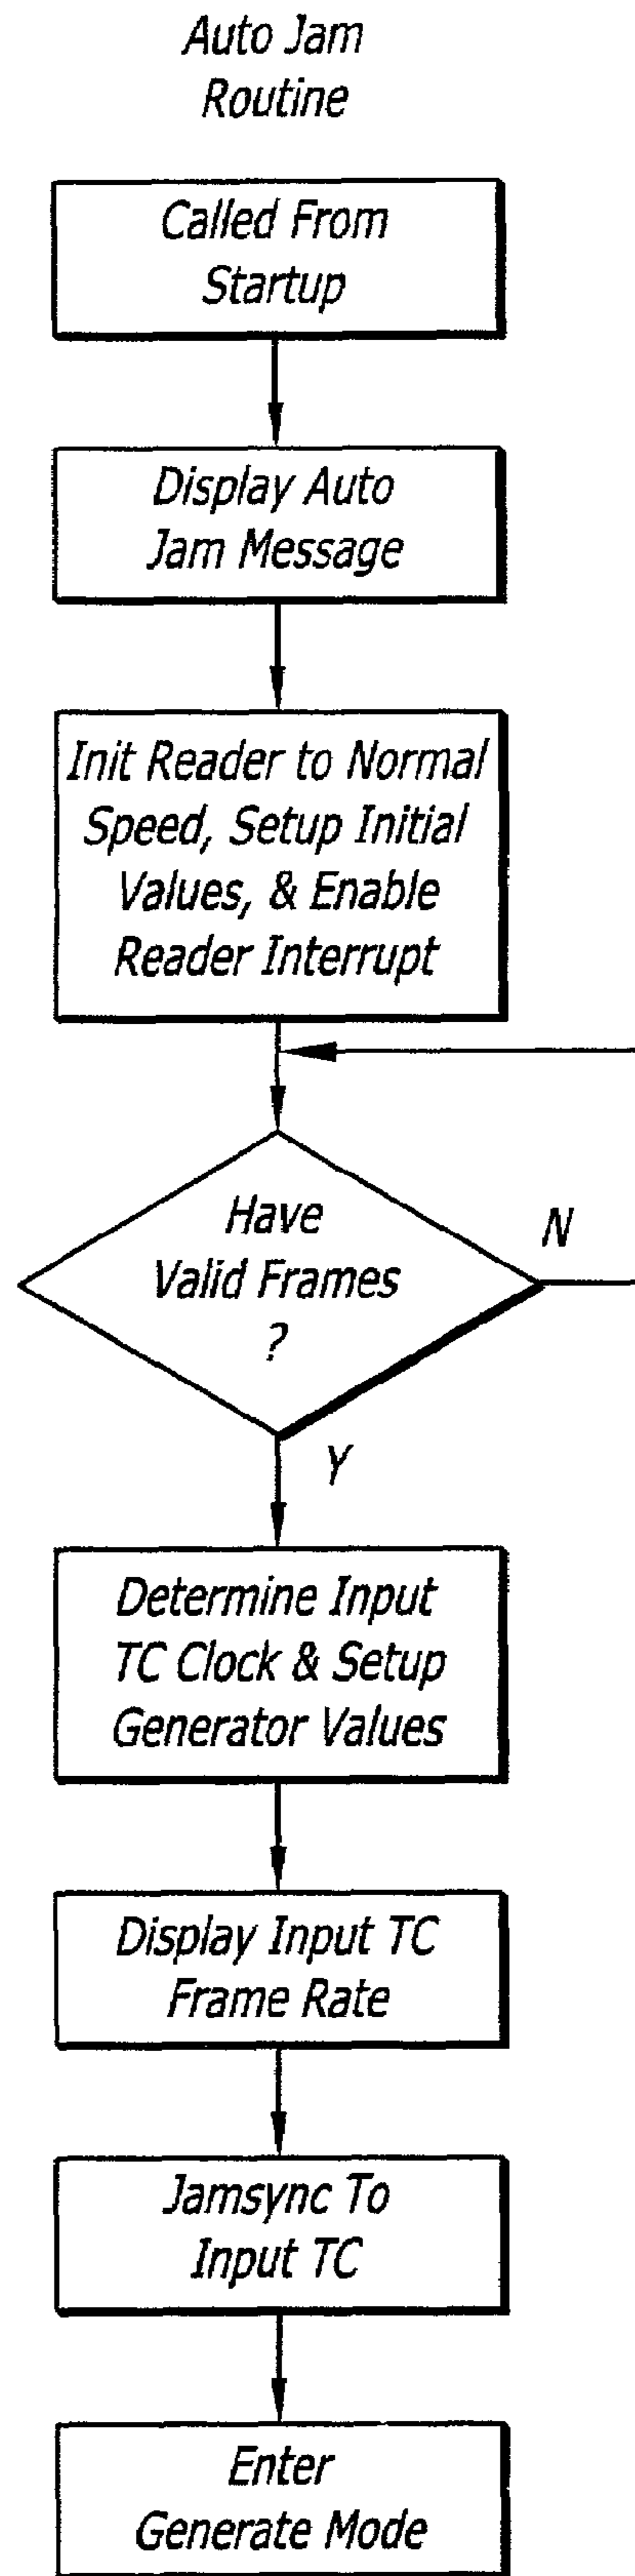 Auto Jam
Routine
Called From
Startup
Display Auto
Jam Message
Init Reader to Normal
Speed, Setup Initial
Values, & Enable
Reader Interrupt
Have
Valid Frames
?
N
Y
Determine Input
TC Clock & Setup
Generator Values
Display Input TC
Frame Rate
Jamsync To
Input TC
Enter
Generate Mode